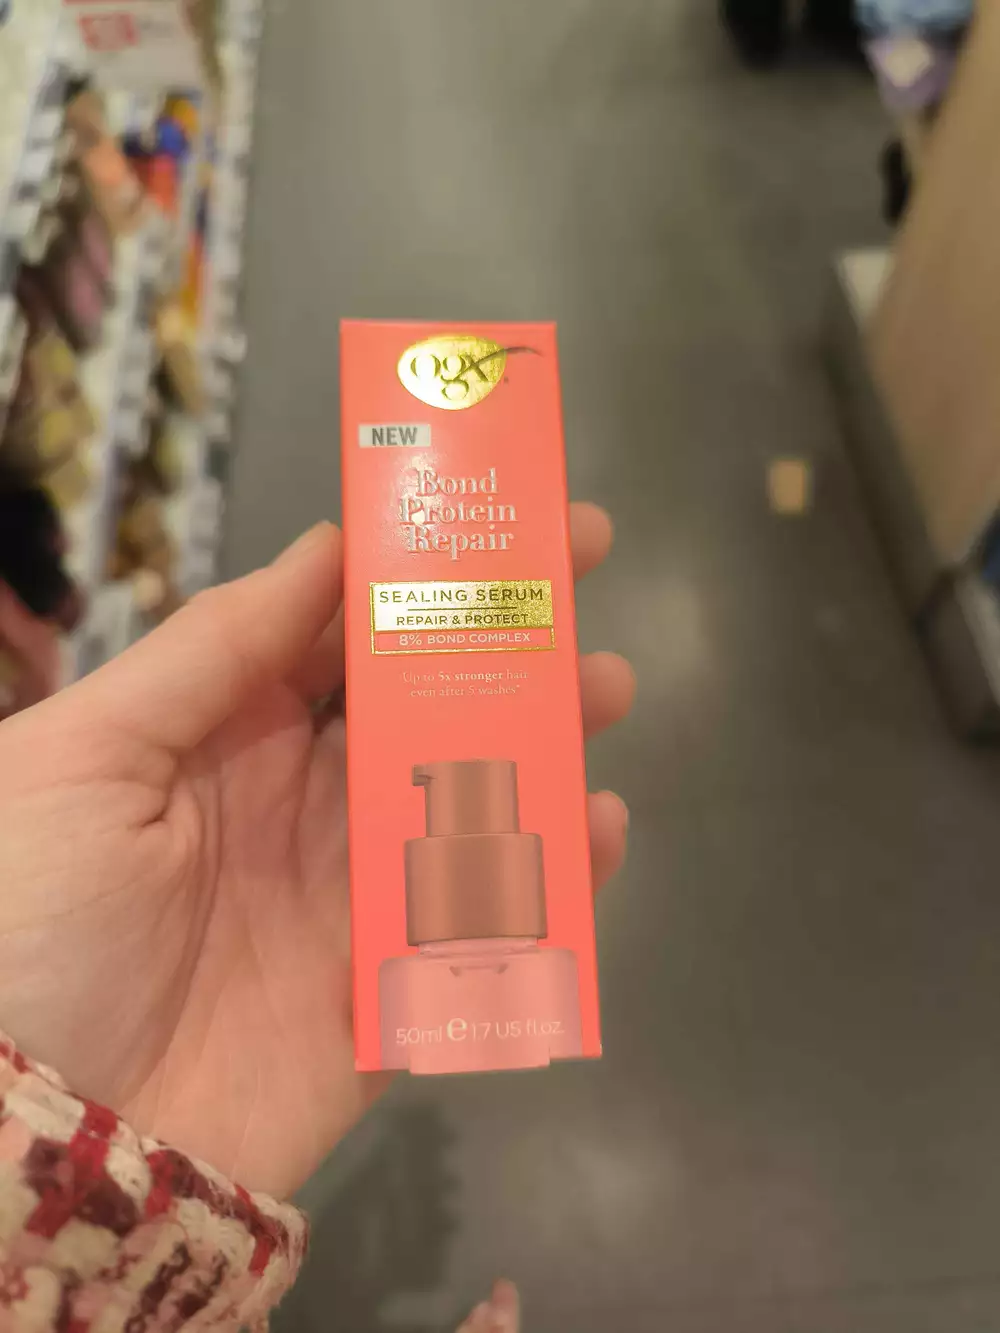 ogx
NEW
Bond
Protein
Repair
SEALING SERUM
REPAIR & PROTECT
8% BOND COMPLEX
Up to 5x stronger hair
even after 5 washes*
50ml e 1.7 US fl.oz.